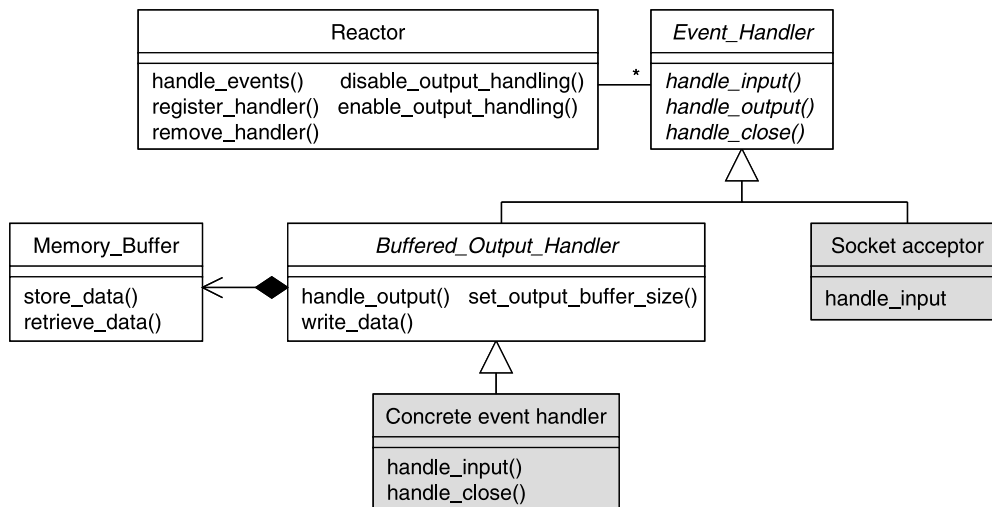 Reactor
handle_events() disable_output_handling()
register_handler() enable_output_handling()
remove_handler()
*
Event_Handler
handle_input()
handle_output()
handle_close()
Memory_Buffer
store_data()
retrieve_data()
Buffered_Output_Handler
handle_output() set_output_buffer_size()
write_data()
Socket acceptor
handle_input
Concrete event handler
handle_input()
handle_close()